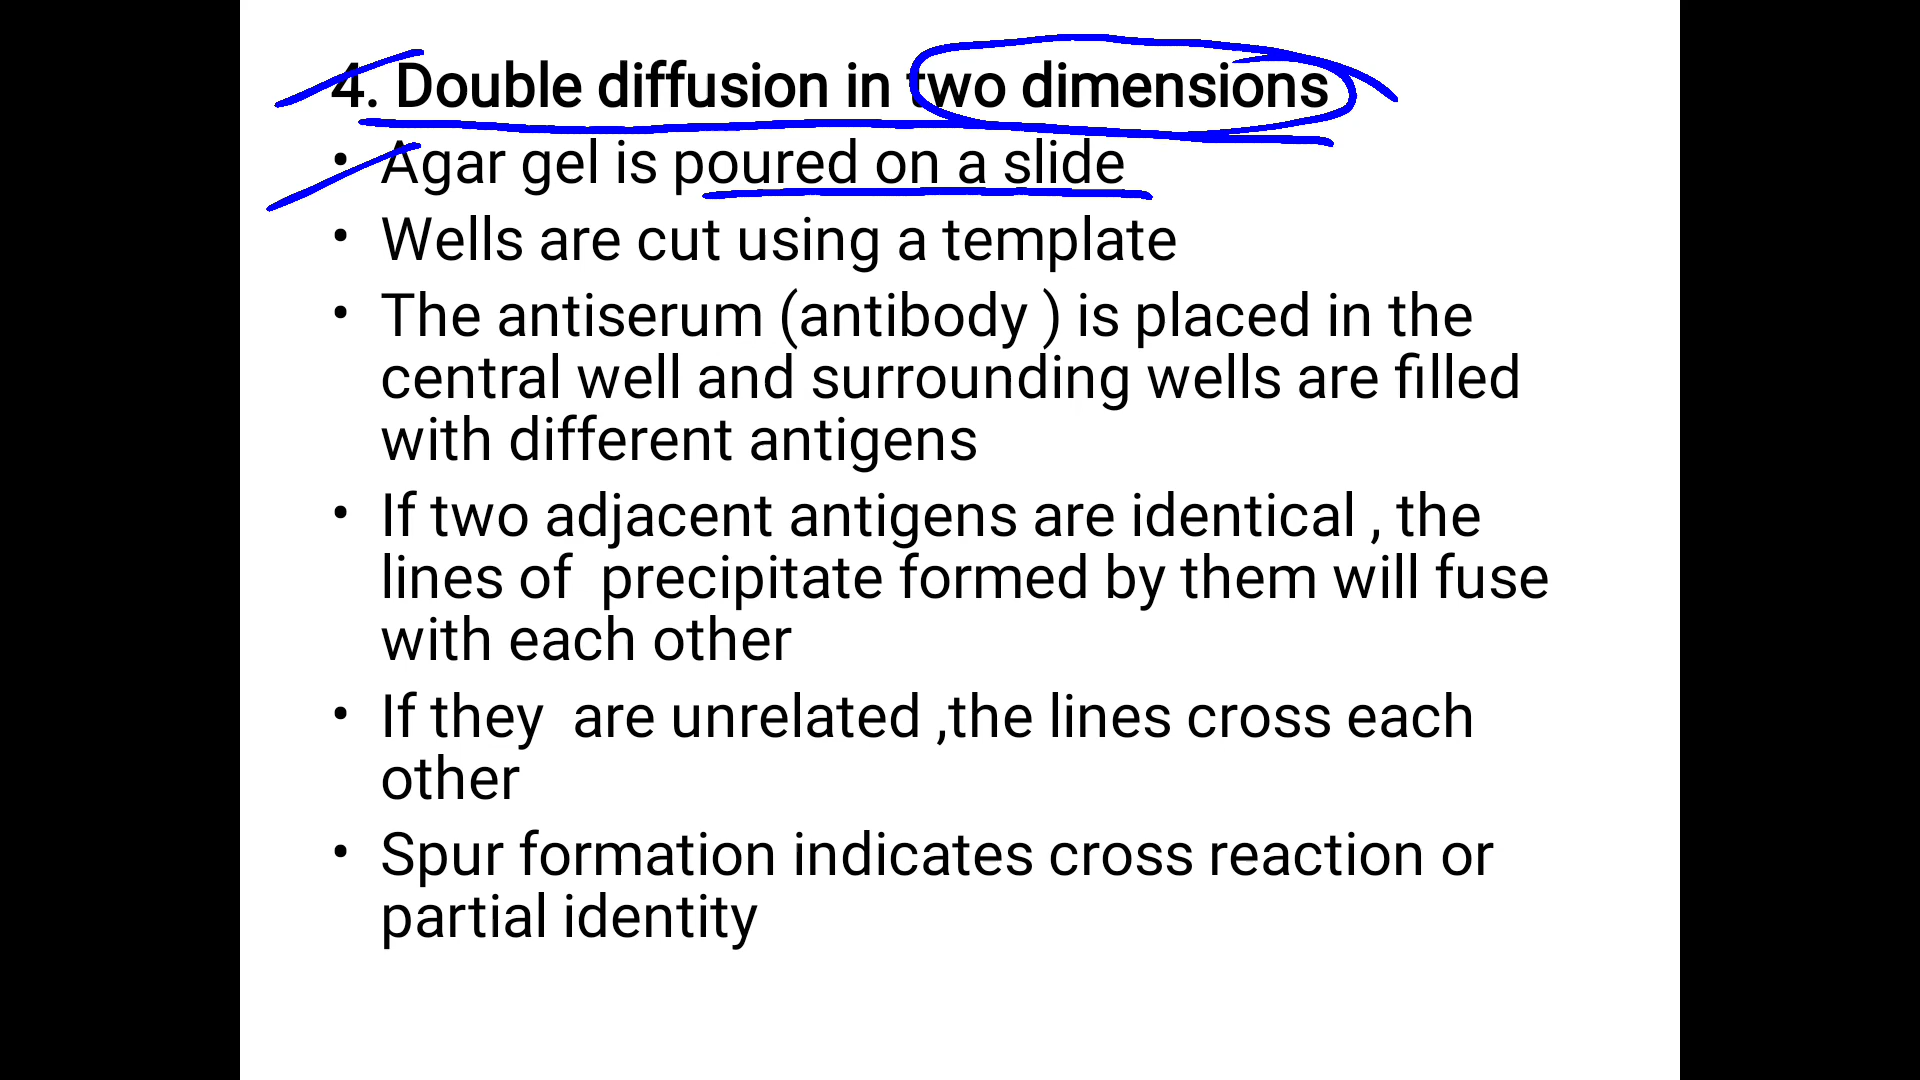 4. Double diffusion in two dimensions
• Agar gel is poured on a slide
• Wells are cut using a template
• The antiserum (antibody ) is placed in the
central well and surrounding wells are filled
with different antigens
• If two adjacent antigens are identical , the
lines of  precipitate formed by them will fuse
with each other
• If they  are unrelated ,the lines cross each
other
• Spur formation indicates cross reaction or
partial identity